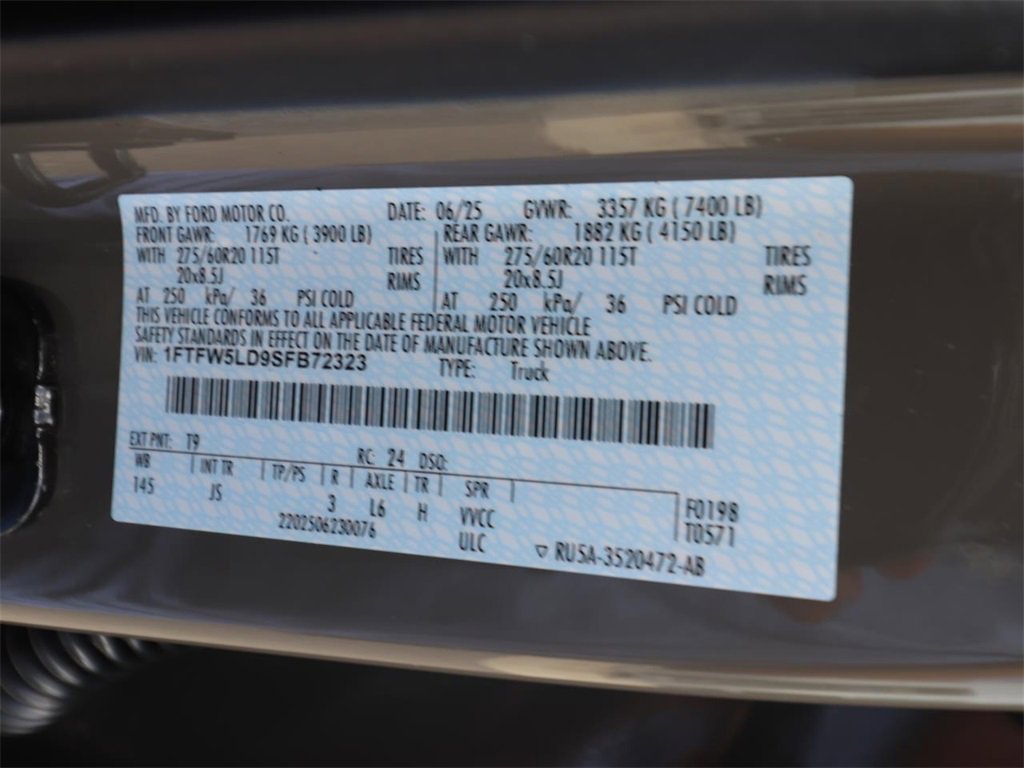 MFD. BY FORD MOTOR CO. DATE: 06/25 GVWR: 3357 KG ( 7400 LB)
FRONT GAWR: 1769 KG ( 3900 LB) REAR GAWR: 1882 KG ( 4150 LB)
WITH 275/60R20 115T TIRES WITH 275/60R20 115T TIRES
20x8.5J RIMS 20x8.5J RIMS
AT 250 kPa/ 36 PSI COLD AT 250 kPa/ 36 PSI COLD
THIS VEHICLE CONFORMS TO ALL APPLICABLE FEDERAL MOTOR VEHICLE
SAFETY STANDARDS IN EFFECT ON THE DATE OF MANUFACTURE SHOWN ABOVE.
VIN: 1FTFW5LD9SFB72323 TYPE: Truck
EXT PNT: T9 RC: 24 DSO:
WB INT TR TP/PS R AXLE TR SPR
145 JS 3 L6 H VVCC F0198
2202506230076 ULC T0571
RU5A-3520472-AB